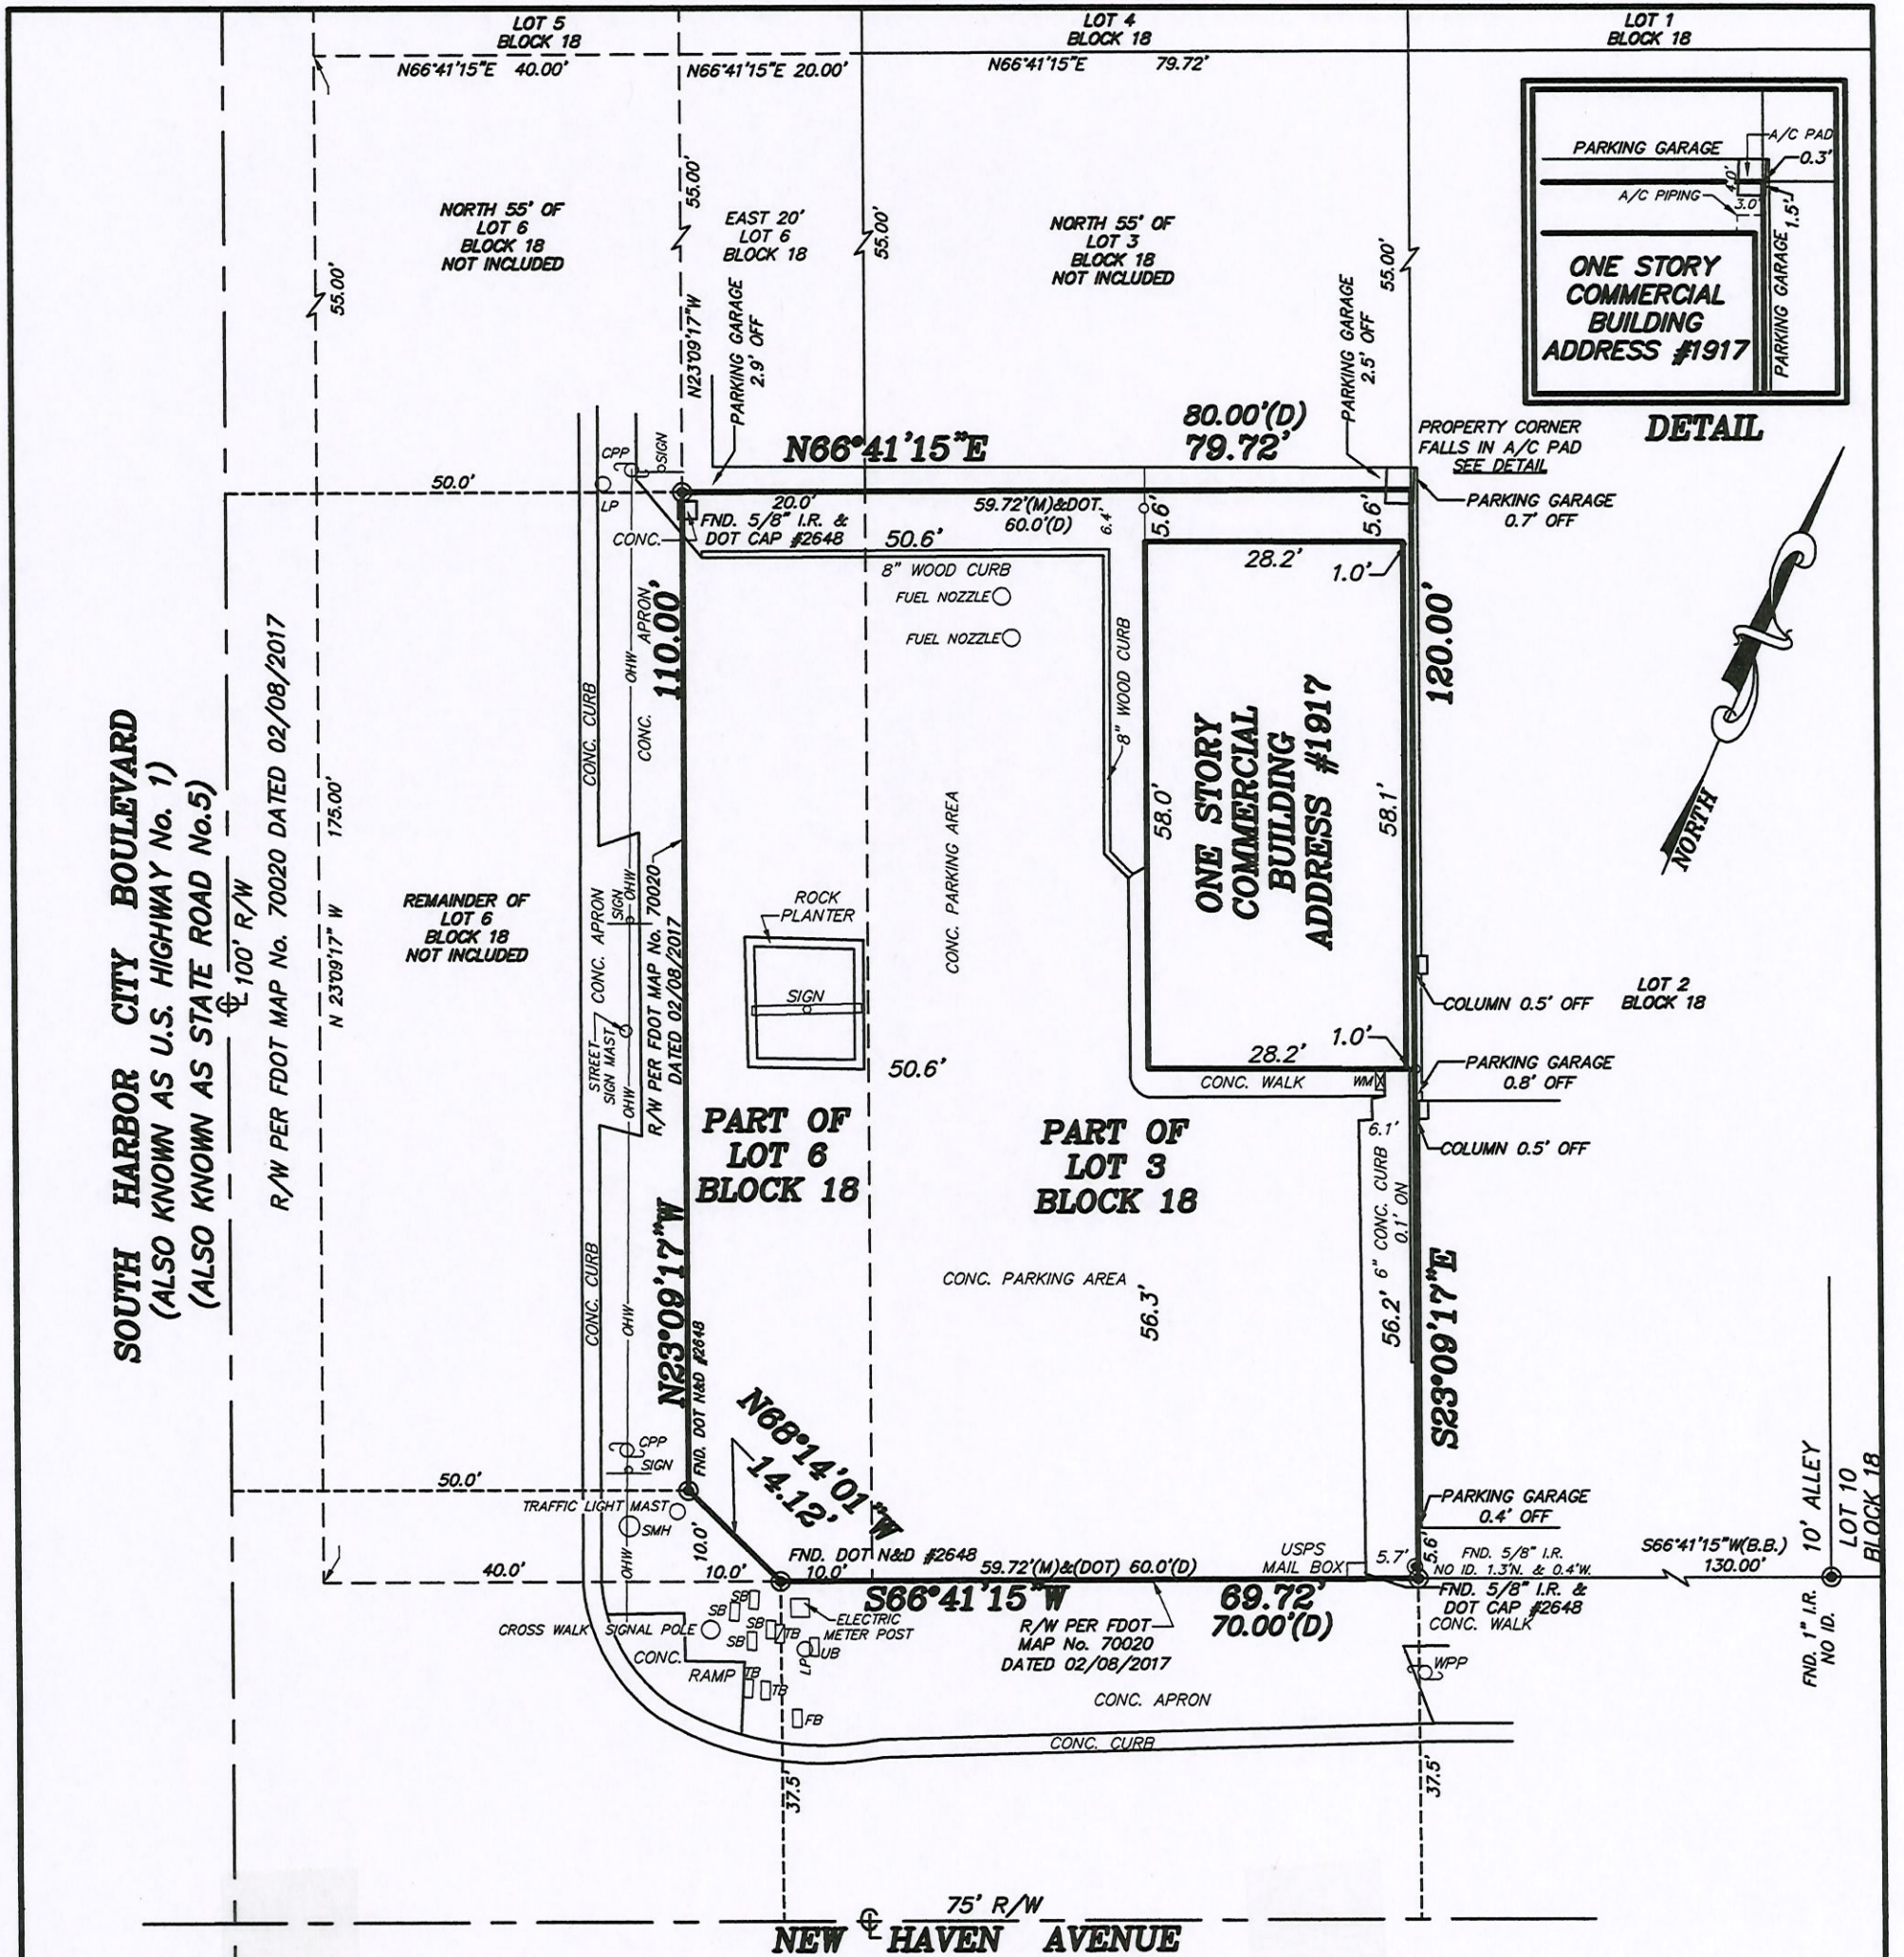 LOT 5
BLOCK 18
LOT 4
BLOCK 18
LOT 1
BLOCK 18
N66°41'15"E 40.00'
N66°41'15"E 20.00'
N66°41'15"E 79.72'
PARKING GARAGE
A/C PAD
0.3'
4.0'
A/C PIPING
3.0'
1.5'
PARKING GARAGE
ONE STORY
COMMERCIAL
BUILDING
ADDRESS #1917
DETAIL
55.00'
NORTH 55' OF
LOT 6
BLOCK 18
NOT INCLUDED
55.00'
EAST 20'
LOT 6
BLOCK 18
55.00'
NORTH 55' OF
LOT 3
BLOCK 18
NOT INCLUDED
55.00'
N23°09'17"W
PARKING GARAGE
2.9' OFF
PARKING GARAGE
2.5' OFF
80.00'(D)
N66°41'15"E 79.72'
PROPERTY CORNER
FALLS IN A/C PAD
SEE DETAIL
PARKING GARAGE
0.7' OFF
CPP
SIGN
LP
50.0'
CONC.
20.0'
FND. 5/8" I.R. &
DOT CAP #2648
59.72'(M)&DOT.
60.0'(D)
6.4'
5.6'
5.6'
50.6'
8" WOOD CURB
FUEL NOZZLE
FUEL NOZZLE
28.2'
1.0'
8" WOOD CURB
110.00'
120.00'
CONC. APRON
OHW
CONC. CURB
58.0'
58.1'
ONE STORY
COMMERCIAL
BUILDING
ADDRESS #1917
NORTH
SOUTH HARBOR CITY BOULEVARD
(ALSO KNOWN AS U.S. HIGHWAY No. 1)
(ALSO KNOWN AS STATE ROAD No.5)
℄ 100' R/W
R/W PER FDOT MAP No. 70020 DATED 02/08/2017
N 23°09'17" W 175.00'
REMAINDER OF
LOT 6
BLOCK 18
NOT INCLUDED
CONC. APRON
SIGN
OHW
STREET
SIGN MAST
OHW
R/W PER FDOT MAP No. 70020
DATED 02/08/2017
ROCK
PLANTER
SIGN
CONC. PARKING AREA
50.6'
28.2'
1.0'
CONC. WALK
WM
COLUMN 0.5' OFF
LOT 2
BLOCK 18
PARKING GARAGE
0.8' OFF
COLUMN 0.5' OFF
PART OF
LOT 6
BLOCK 18
PART OF
LOT 3
BLOCK 18
6.1'
56.2' 6" CONC. CURB
0.1' ON
CONC. PARKING AREA
56.3'
N23°09'17"W
S23°09'17"E
CONC. CURB
OHW
FND. DOT N&D #2648
N68°14'01"W
14.12'
CPP
SIGN
50.0'
TRAFFIC LIGHT MAST
SMH
10.0'
OHW
40.0'
10.0'
FND. DOT N&D #2648
10.0'
59.72'(M)&(DOT) 60.0'(D)
USPS
MAIL BOX
5.7'
5.6'
PARKING GARAGE
0.4' OFF
FND. 5/8" I.R.
NO ID. 1.3'N. & 0.4'W.
FND. 5/8" I.R. &
DOT CAP #2648
CONC. WALK
S66°41'15"W(B.B.)
130.00'
10' ALLEY
LOT 10
BLOCK 18
FND. 1" I.R.
NO ID.
S66°41'15"W 69.72'
70.00'(D)
R/W PER FDOT
MAP No. 70020
DATED 02/08/2017
CROSS WALK SIGNAL POLE
SB
SB
SB
SB
TB
ELECTRIC
METER POST
LP
UB
CONC.
RAMP
TB
TB
FB
WPP
CONC. APRON
CONC. CURB
37.5'
37.5'
75' R/W
℄
NEW HAVEN AVENUE